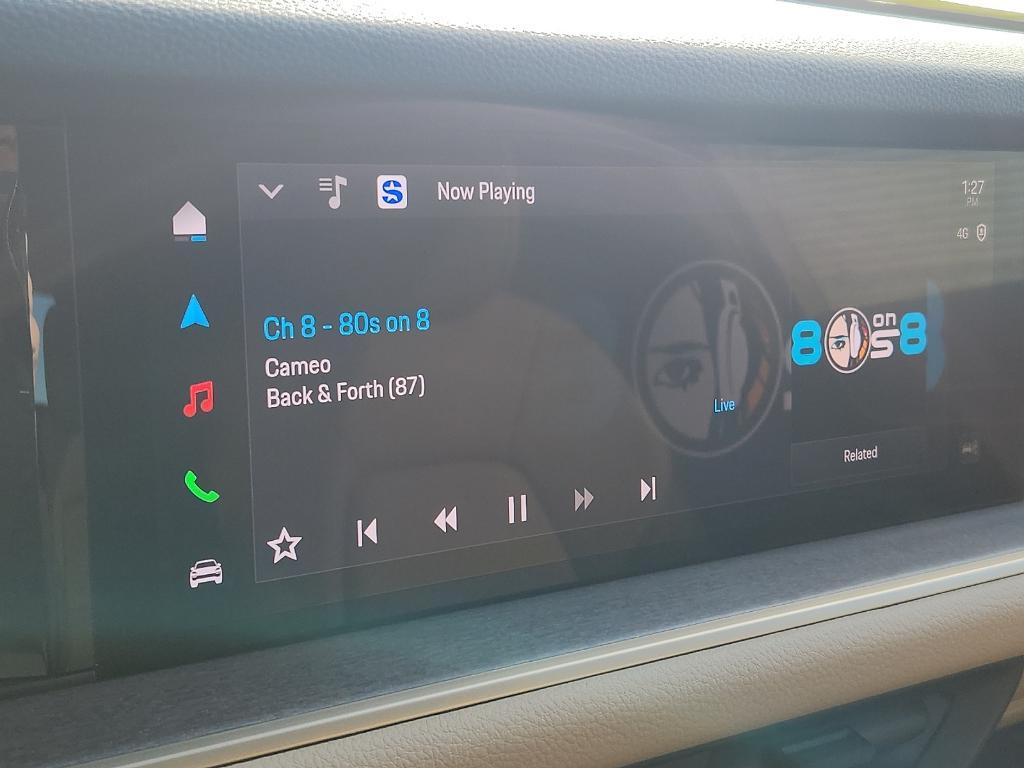 Now Playing
1:27
PM
4G
Ch 8 - 80s on 8
Cameo
Back & Forth (87)
Live
80s on 8
Related